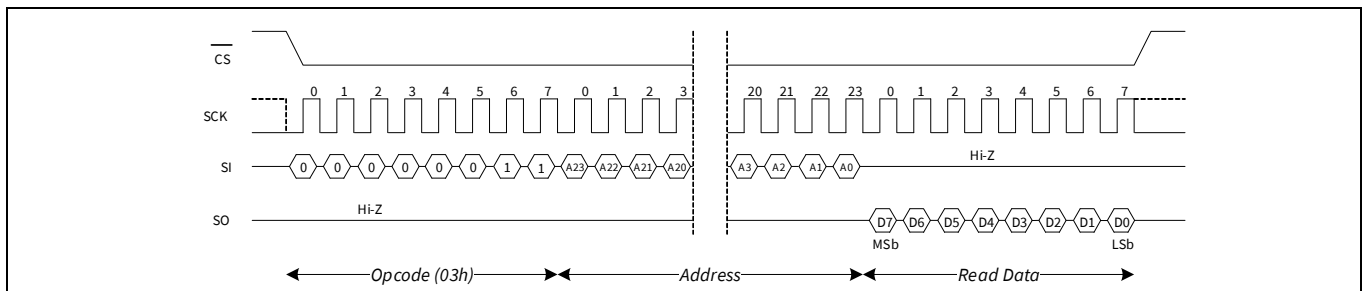 CS
0 1 2 3 4 5 6 7 0 1 2 3 20 21 22 23 0 1 2 3 4 5 6 7
SCK
Hi-Z
SI 0 0 0 0 0 0 1 1 A23 A22 A21 A20 A3 A2 A1 A0
Hi-Z
SO D7 D6 D5 D4 D3 D2 D1 D0
MSb LSb
Opcode (03h) Address Read Data